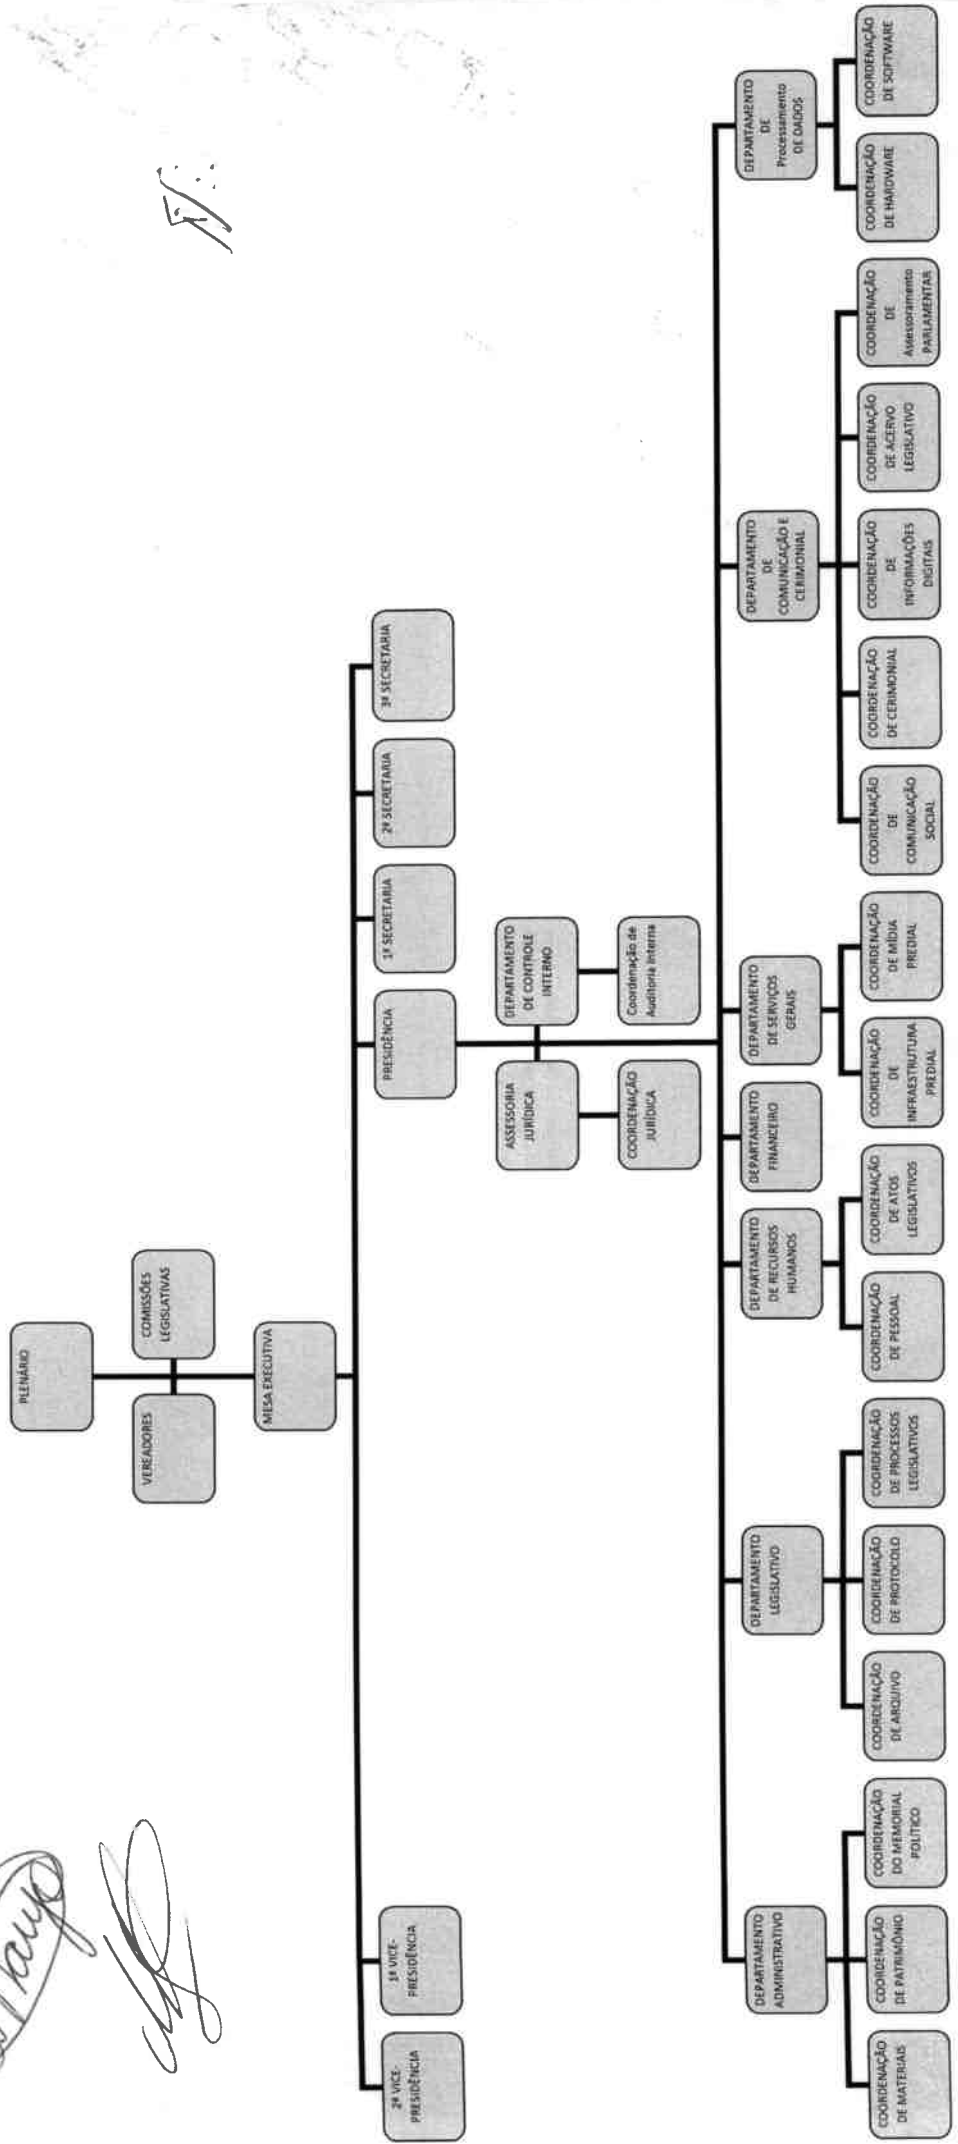 PLENÁRIO
VEREADORES
COMISSÕES
LEGISLATIVAS
MESA EXECUTIVA
2ª VICE-
PRESIDÊNCIA
1ª VICE-
PRESIDÊNCIA
PRESIDÊNCIA
1ª SECRETARIA
2ª SECRETARIA
3ª SECRETARIA
ASSESSORIA
JURÍDICA
DEPARTAMENTO
DE CONTROLE
INTERNO
COORDENAÇÃO
JURÍDICA
Coordenação de
Auditoria Interna
DEPARTAMENTO
ADMINISTRATIVO
DEPARTAMENTO
LEGISLATIVO
DEPARTAMENTO
DE RECURSOS
HUMANOS
DEPARTAMENTO
FINANCEIRO
DEPARTAMENTO
DE SERVIÇOS
GERAIS
DEPARTAMENTO
DE
COMUNICAÇÃO E
CERIMONIAL
DEPARTAMENTO
DE
Processamento
DE DADOS
COORDENAÇÃO
DE MATERIAIS
COORDENAÇÃO
DE PATRIMÔNIO
COORDENAÇÃO
DO MEMORIAL
POLÍTICO
COORDENAÇÃO
DE ARQUIVO
COORDENAÇÃO
DE PROTOCOLO
COORDENAÇÃO
DE PROCESSOS
LEGISLATIVOS
COORDENAÇÃO
DE PESSOAL
COORDENAÇÃO
DE ATOS
LEGISLATIVOS
COORDENAÇÃO
DE
INFRAESTRUTURA
PREDIAL
COORDENAÇÃO
DE MÍDIA
PREDIAL
COORDENAÇÃO
DE
COMUNICAÇÃO
SOCIAL
COORDENAÇÃO
DE CERIMONIAL
COORDENAÇÃO
DE
INFORMAÇÕES
DIGITAIS
COORDENAÇÃO
DE ACERVO
LEGISLATIVO
COORDENAÇÃO
DE
Assessoramento
PARLAMENTAR
COORDENAÇÃO
DE HARDWARE
COORDENAÇÃO
DE SOFTWARE